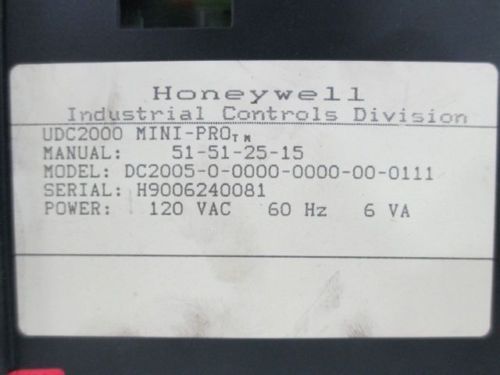 Honeywell
Industrial Controls Division
UDC2000 MINI-PRO™
MANUAL: 51-51-25-15
MODEL: DC2005-0-0000-0000-00-0111
SERIAL: H9006240081
POWER: 120 VAC 60 Hz 6 VA